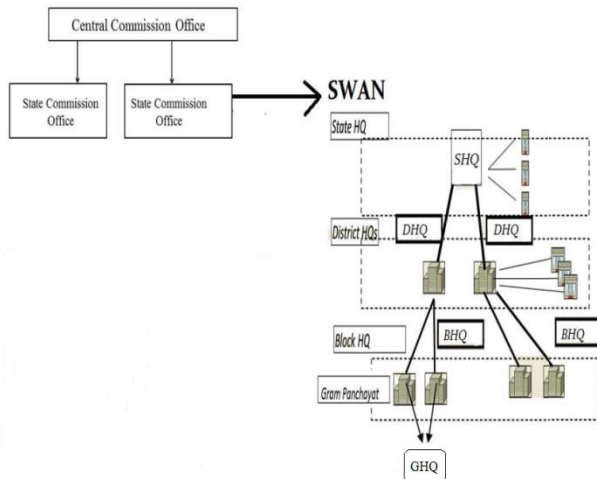 Central Commission Office
State Commission
Office
State Commission
Office
SWAN
State HQ
SHQ
DHQ
DHQ
District HQs
BHQ
BHQ
Block HQ
Gram Panchayat
GHQ